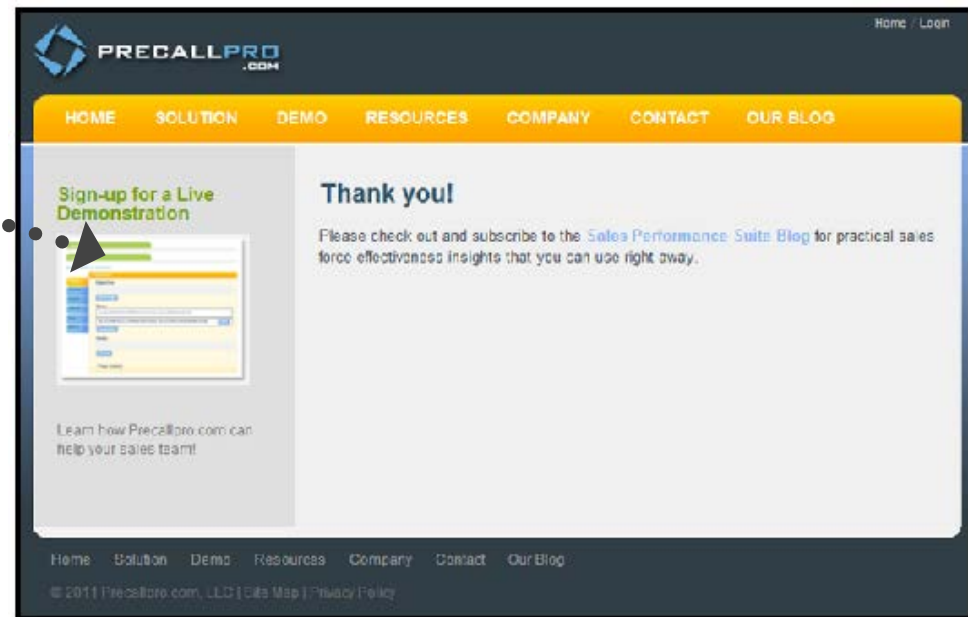 Home / Login
PRECALLPRO
.COM
HOME SOLUTION DEMO RESOURCES COMPANY CONTACT OUR BLOG
Sign-up for a Live
Demonstration
Thank you!
Please check out and subscribe to the Sales Performance Suite Blog for practical sales
force effectiveness insights that you can use right away.
Learn how Precallpro.com can
help your sales team!
Home Solution Demo Resources Company Contact Our Blog
© 2011 Precallpro.com, LLC | Site Map | Privacy Policy